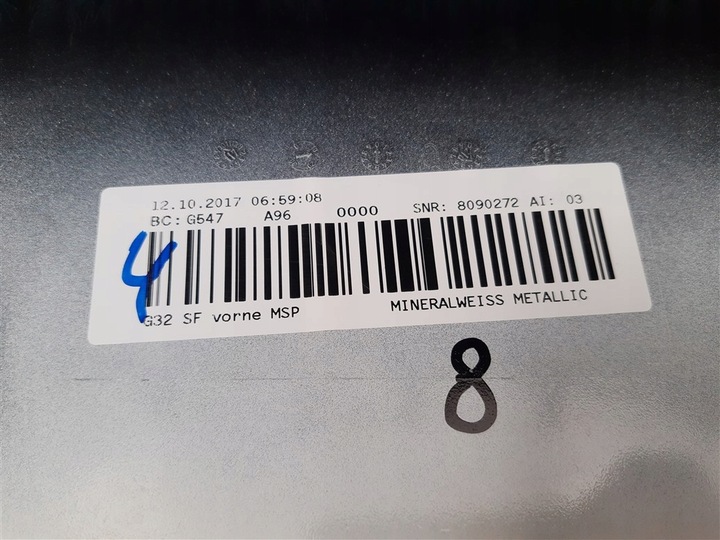 12.10.2017 06:59:08
BC: G547 A96 0000 SNR: 8090272 AI: 03
4
G32 SF vorne MSP MINERALWEISS METALLIC
8